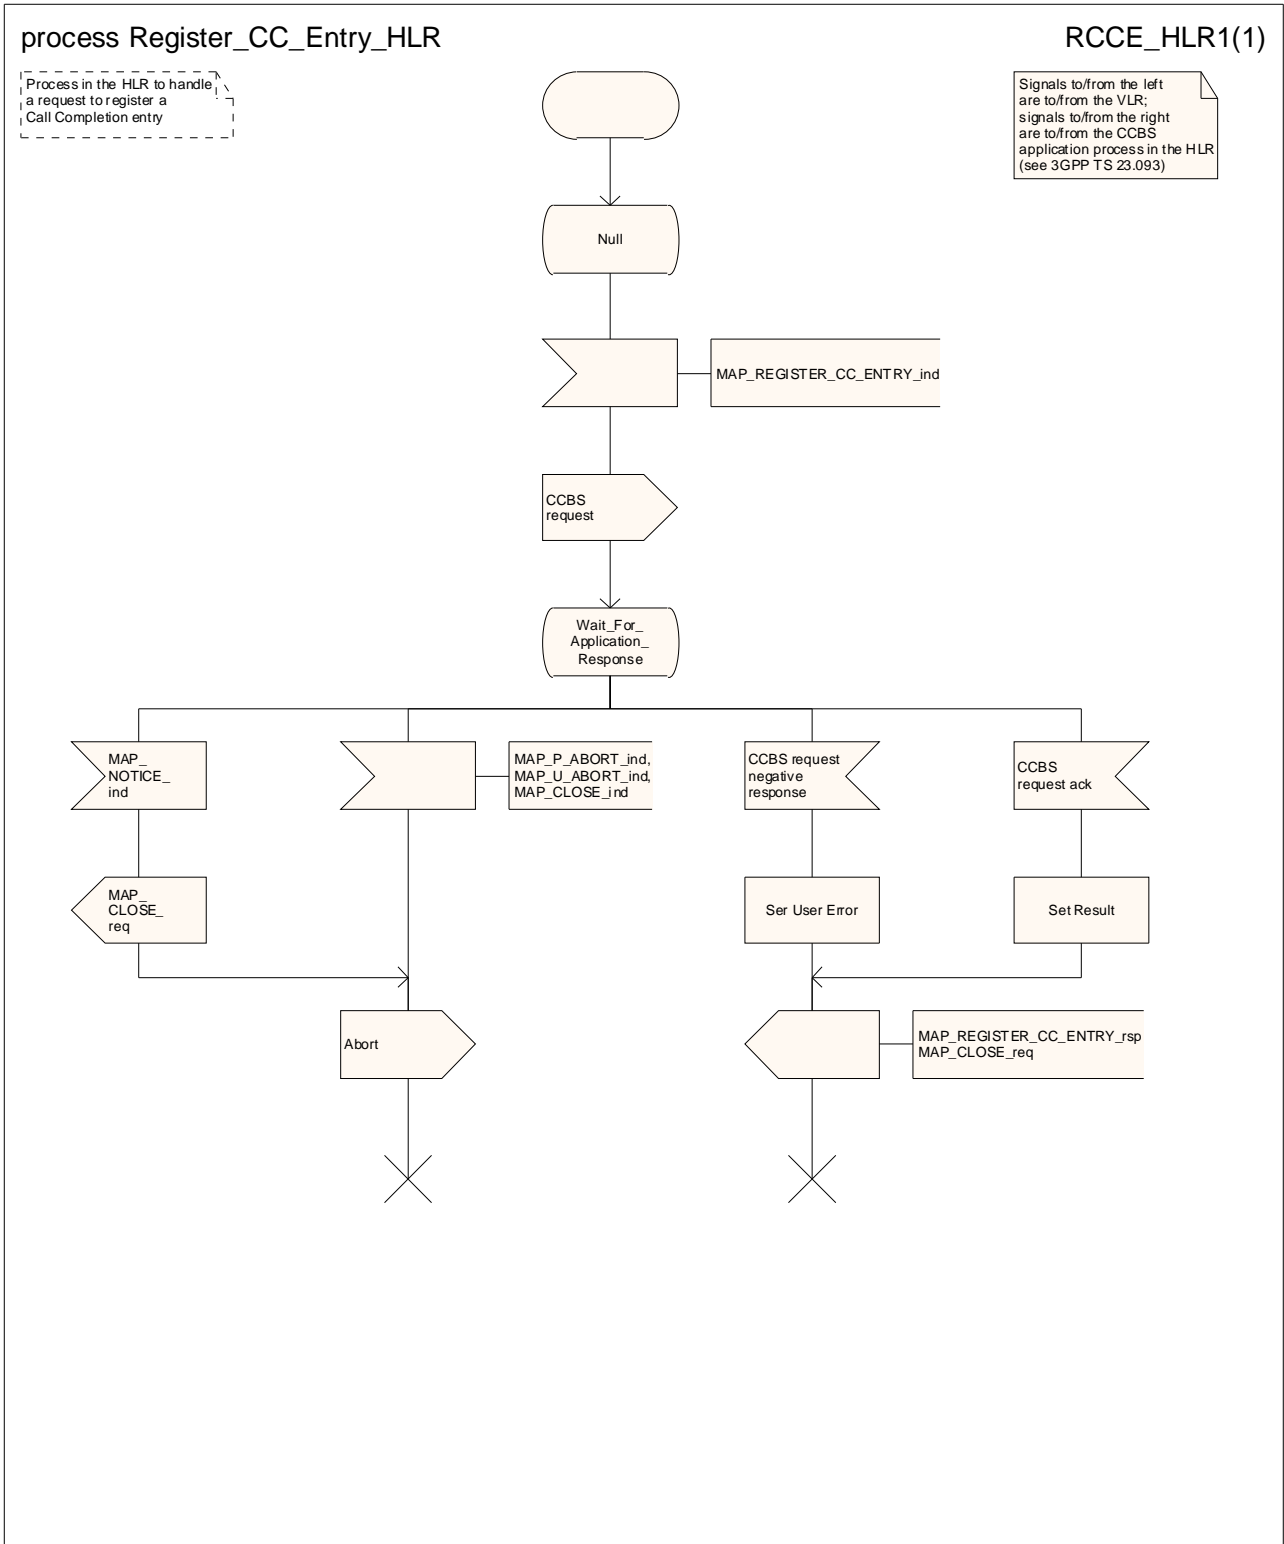 process Register_CC_Entry_HLR
RCCE_HLR1(1)
Process in the HLR to handle
a request to register a
Call Completion entry
Signals to/from the left
are to/from the VLR;
signals to/from the right
are to/from the CCBS
application process in the HLR
(see 3GPP TS 23.093)
Null
MAP_REGISTER_CC_ENTRY_ind
CCBS
request
Wait_For_
Application_
Response
MAP_
NOTICE_
ind
MAP_P_ABORT_ind,
MAP_U_ABORT_ind,
MAP_CLOSE_ind
CCBS request
negative
response
CCBS
request ack
MAP_
CLOSE_
req
Ser User Error
Set Result
Abort
MAP_REGISTER_CC_ENTRY_rsp
MAP_CLOSE_req